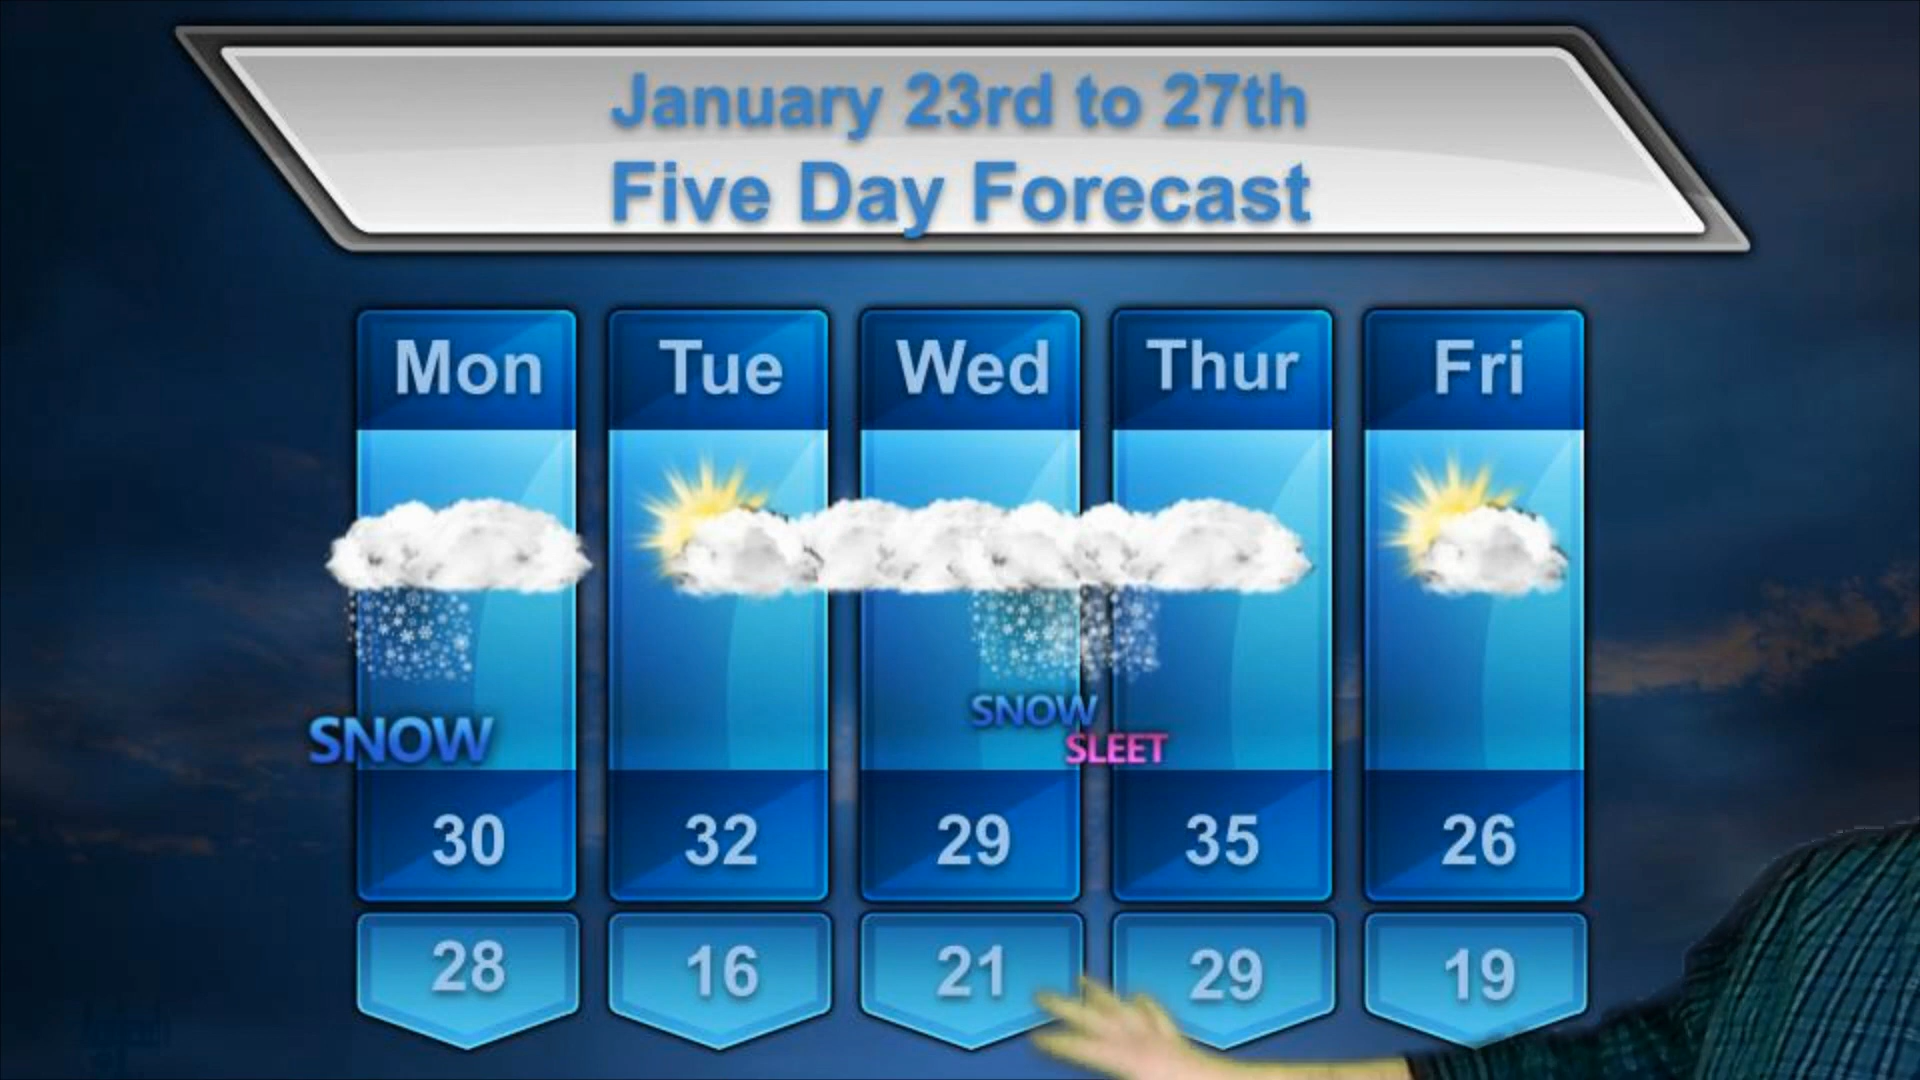 January 23rd to 27th
Five Day Forecast
Mon Tue Wed Thur Fri
SNOW
SNOW
SLEET
30 32 29 35 26
28 16 21 29 19